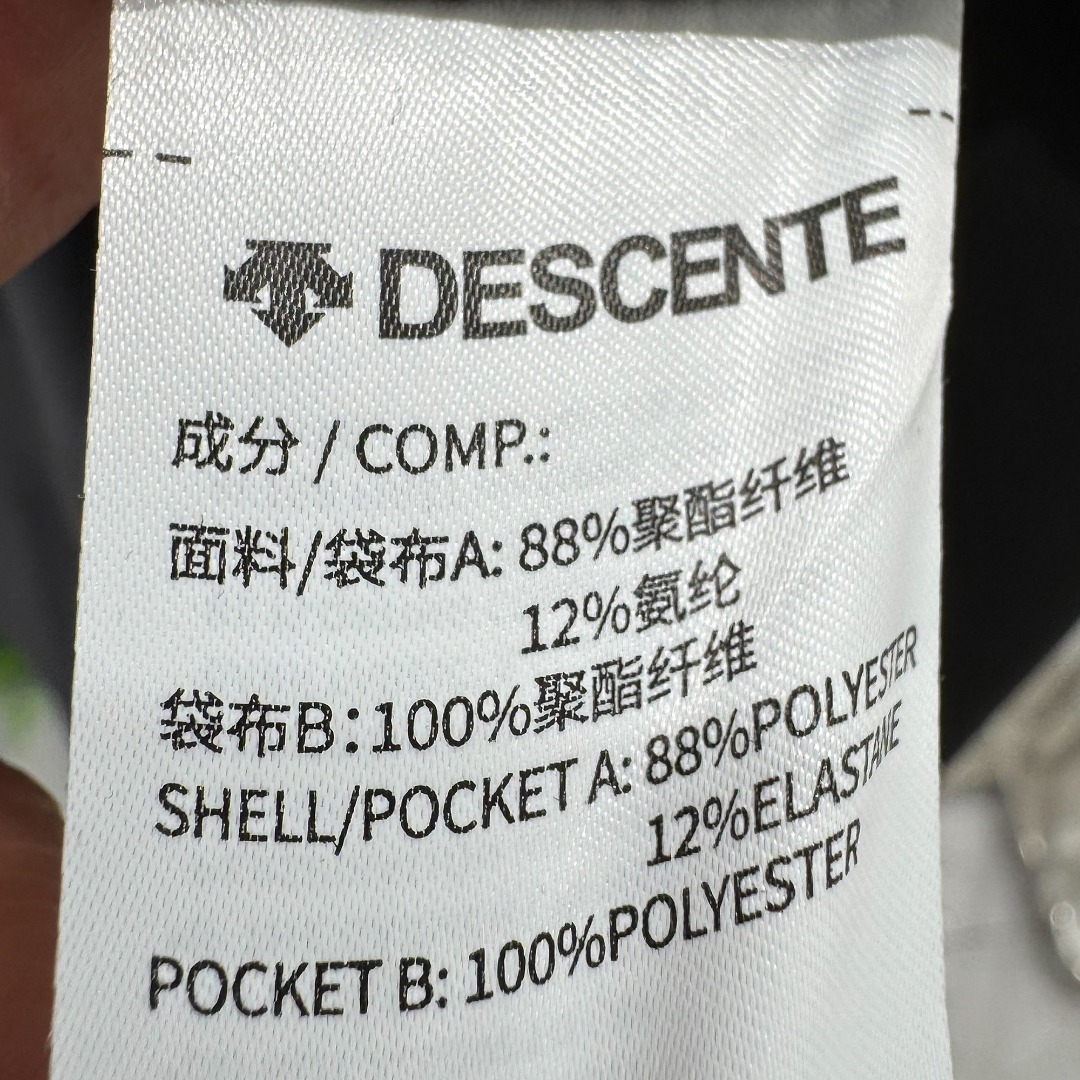 DESCENTE
成分 / COMP.:
面料/袋布A: 88%聚酯纤维
12%氨纶
袋布B:100%聚酯纤维
SHELL/POCKET A: 88%POLYESTER
12%ELASTANE
POCKET B: 100%POLYESTER